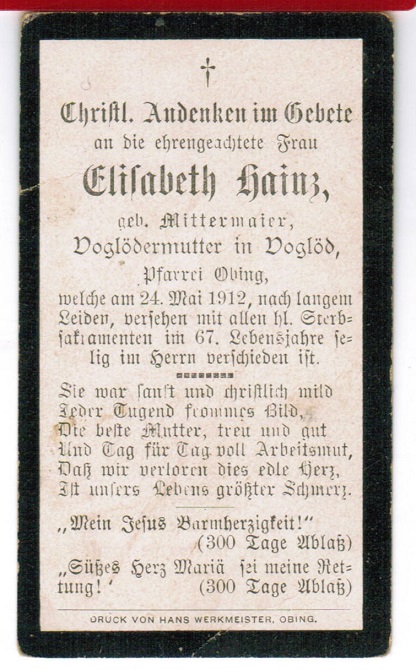 †
Christl. Andenken im Gebete
an die ehrengeachtete Frau
Elisabeth Hainz,
geb. Mittermaier,
Voglödermutter in Voglöd,
Pfarrei Obing,
welche am 24. Mai 1912, nach langem
Leiden, versehen mit allen hl. Sterb-
sakramenten im 67. Lebensjahre se-
lig im Herrn verschieden ist.
Sie war sanft und christlich mild
Jeder Tugend frommes Bild,
Die beste Mutter, treu und gut
Und Tag für Tag voll Arbeitsmut,
Daß wir verloren dies edle Herz,
Ist unsers Lebens größter Schmerz.
„Mein Jesus Barmherzigkeit!"
(300 Tage Ablaß)
„Süßes Herz Mariä sei meine Ret-
tung!" (300 Tage Ablaß)
DRUCK VON HANS WERKMEISTER, OBING.